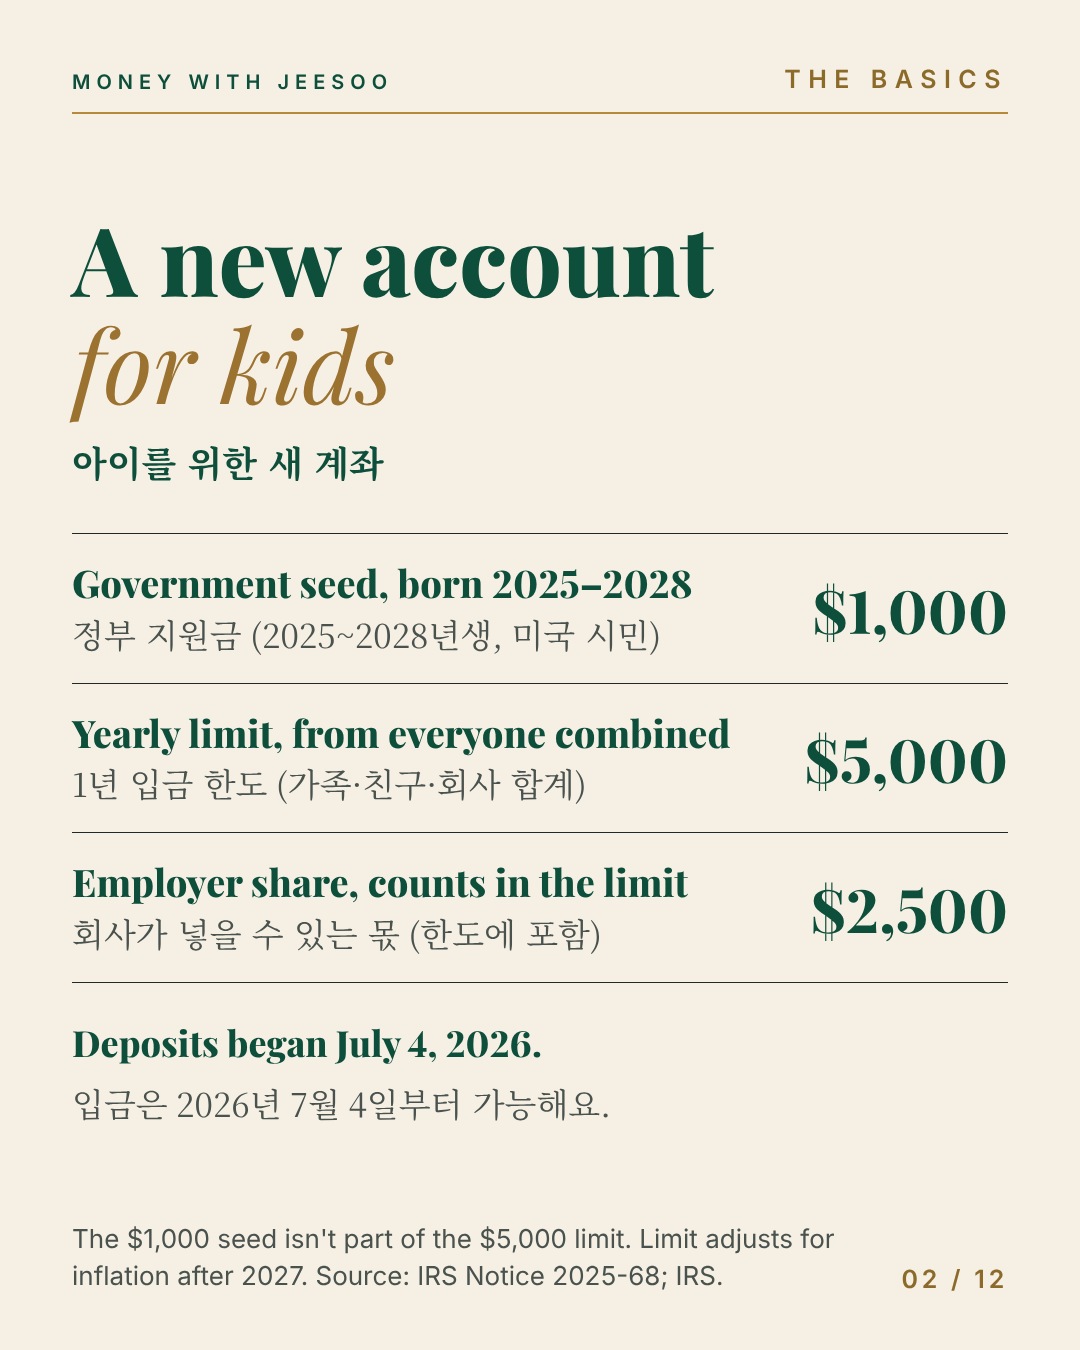 MONEY WITH JEESOO
THE BASICS
A new account
for kids
아이를 위한 새 계좌
Government seed, born 2025–2028
정부 지원금 (2025~2028년생, 미국 시민)
$1,000
Yearly limit, from everyone combined
1년 입금 한도 (가족·친구·회사 합계)
$5,000
Employer share, counts in the limit
회사가 넣을 수 있는 몫 (한도에 포함)
$2,500
Deposits began July 4, 2026.
입금은 2026년 7월 4일부터 가능해요.
The $1,000 seed isn't part of the $5,000 limit. Limit adjusts for
inflation after 2027. Source: IRS Notice 2025-68; IRS.
02 / 12